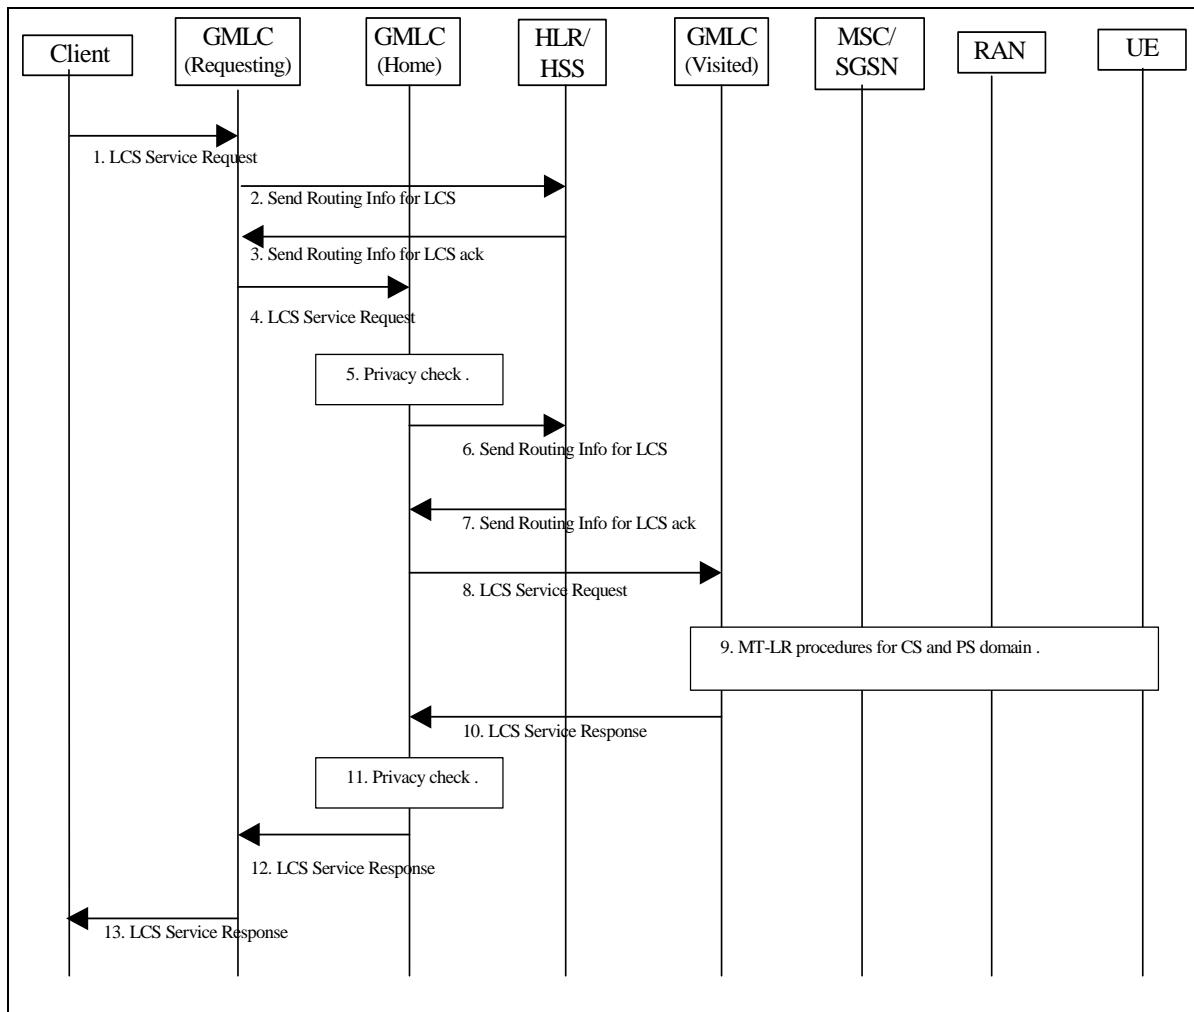 Client
GMLC
(Requesting)
GMLC
(Home)
HLR/
HSS
GMLC
(Visited)
MSC/
SGSN
RAN
UE
1. LCS Service Request
2. Send Routing Info for LCS
3. Send Routing Info for LCS ack
4. LCS Service Request
5. Privacy check .
6. Send Routing Info for LCS
7. Send Routing Info for LCS ack
8. LCS Service Request
9. MT-LR procedures for CS and PS domain .
10. LCS Service Response
11. Privacy check .
12. LCS Service Response
13. LCS Service Response